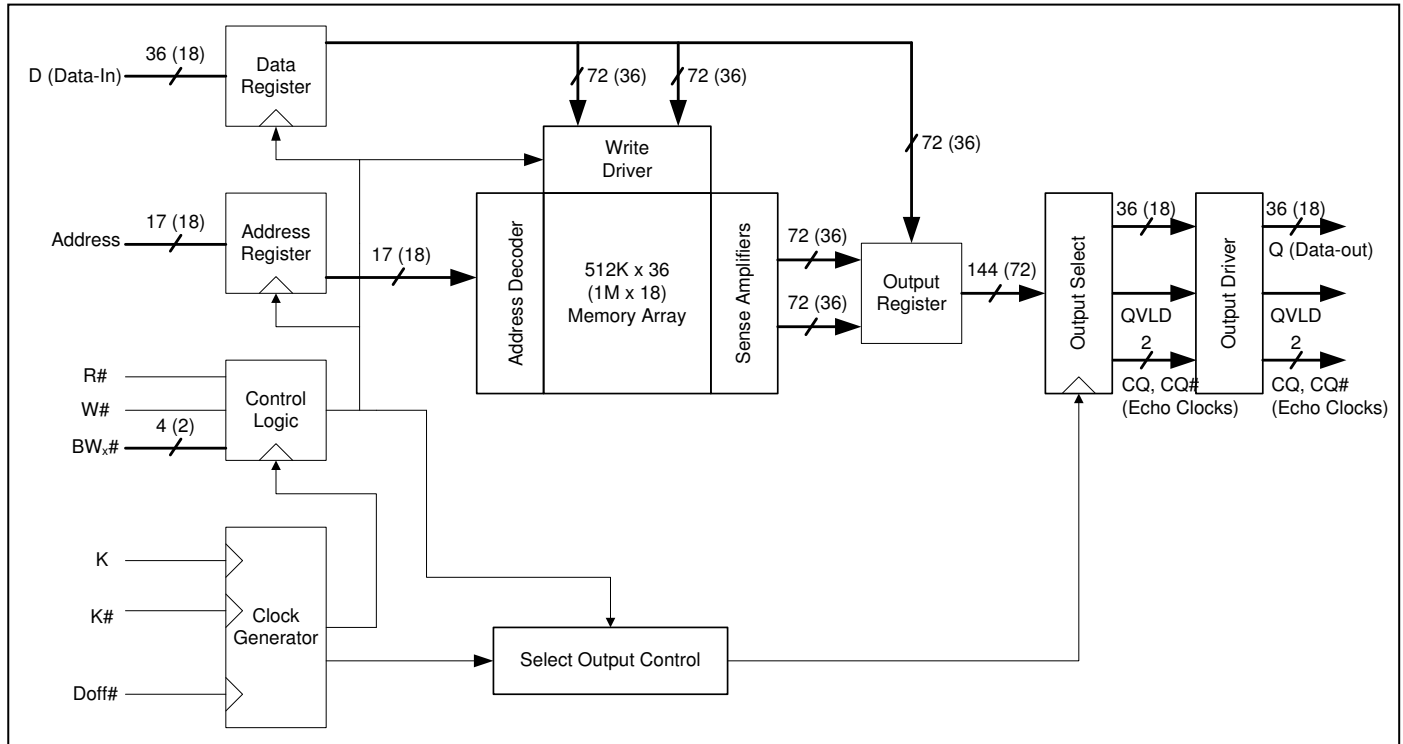 36 (18)
D (Data-In)
Data
Register
72 (36)
72 (36)
72 (36)
Write
Driver
17 (18)
Address
Address
Register
17 (18)
Address Decoder
512K x 36
(1M x 18)
Memory Array
Sense Amplifiers
72 (36)
72 (36)
Output
Register
144 (72)
Output Select
36 (18)
QVLD
2
CQ, CQ#
(Echo Clocks)
Output Driver
36 (18)
Q (Data-out)
QVLD
2
CQ, CQ#
(Echo Clocks)
R#
W#
4 (2)
BWₓ#
Control
Logic
K
K#
Doff#
Clock
Generator
Select Output Control